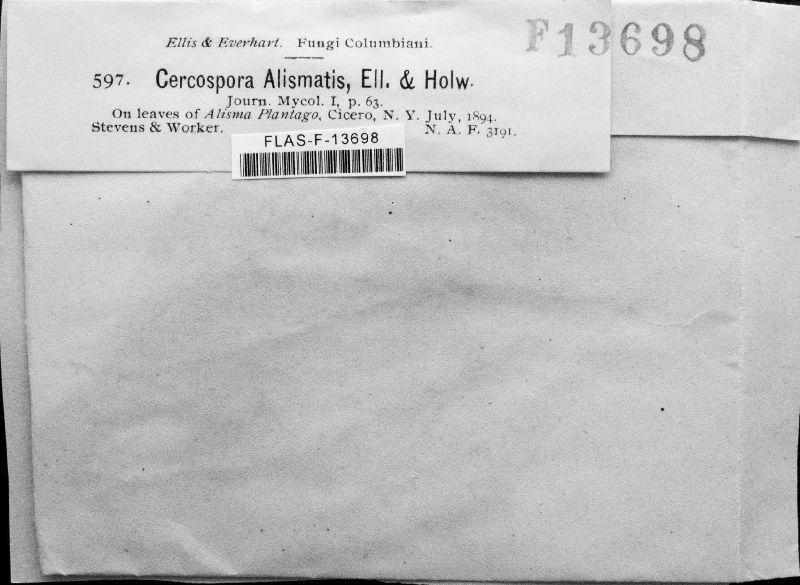 Ellis & Everhart. Fungi Columbiani.
F13698
597. Cercospora Alismatis, Ell. & Holw.
Journ. Mycol. I, p. 63.
On leaves of Alisma Plantago, Cicero, N. Y. July, 1894.
Stevens & Worker. N. A. F. 3191.
FLAS-F-13698